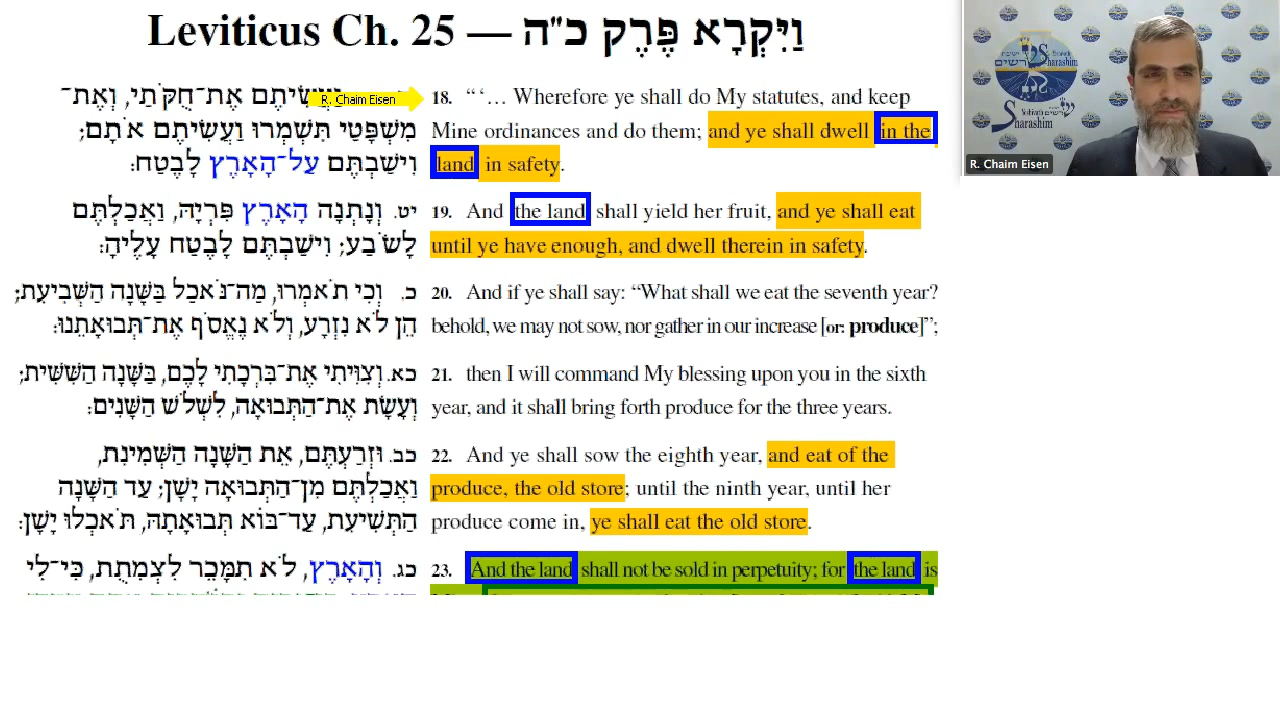 Leviticus Ch. 25 — וַיִּקְרָא פֶּרֶק כ"ה
R. Chaim Eisen
אֶת־חֻקֹּתַי, וְאֶת־
מִשְׁפָּטַי תִּשְׁמְרוּ וַעֲשִׂיתֶם אֹתָם;
וִישַׁבְתֶּם עַל־הָאָרֶץ לָבֶטַח:
יט. וְנָתְנָה הָאָרֶץ פִּרְיָהּ, וַאֲכַלְתֶּם
לָשֹׂבַע; וִישַׁבְתֶּם לָבֶטַח עָלֶיהָ:
כ. וְכִי תֹאמְרוּ, מַה־נֹּאכַל בַּשָּׁנָה הַשְּׁבִיעִת;
הֵן לֹא נִזְרָע, וְלֹא נֶאֱסֹף אֶת־תְּבוּאָתֵנוּ:
כא. וְצִוִּיתִי אֶת־בִּרְכָתִי לָכֶם, בַּשָּׁנָה הַשִּׁשִּׁית;
וְעָשָׂת אֶת־הַתְּבוּאָה, לִשְׁלֹשׁ הַשָּׁנִים:
כב. וּזְרַעְתֶּם, אֵת הַשָּׁנָה הַשְּׁמִינִת,
וַאֲכַלְתֶּם מִן־הַתְּבוּאָה יָשָׁן; עַד הַשָּׁנָה
הַתְּשִׁיעִת, עַד־בּוֹא תְּבוּאָתָהּ, תֹּאכְלוּ יָשָׁן:
כג. וְהָאָרֶץ, לֹא תִמָּכֵר לִצְמִתֻת, כִּי־לִי
18. “ ‘… Wherefore ye shall do My statutes, and keep
Mine ordinances and do them; and ye shall dwell in the
land in safety.
19. And the land shall yield her fruit, and ye shall eat
until ye have enough, and dwell therein in safety.
20. And if ye shall say: “What shall we eat the seventh year?
behold, we may not sow, nor gather in our increase [or: produce]”;
21. then I will command My blessing upon you in the sixth
year, and it shall bring forth produce for the three years.
22. And ye shall sow the eighth year, and eat of the
produce, the old store; until the ninth year, until her
produce come in, ye shall eat the old store.
23. And the land shall not be sold in perpetuity; for the land is
Sharashim
R. Chaim Eisen